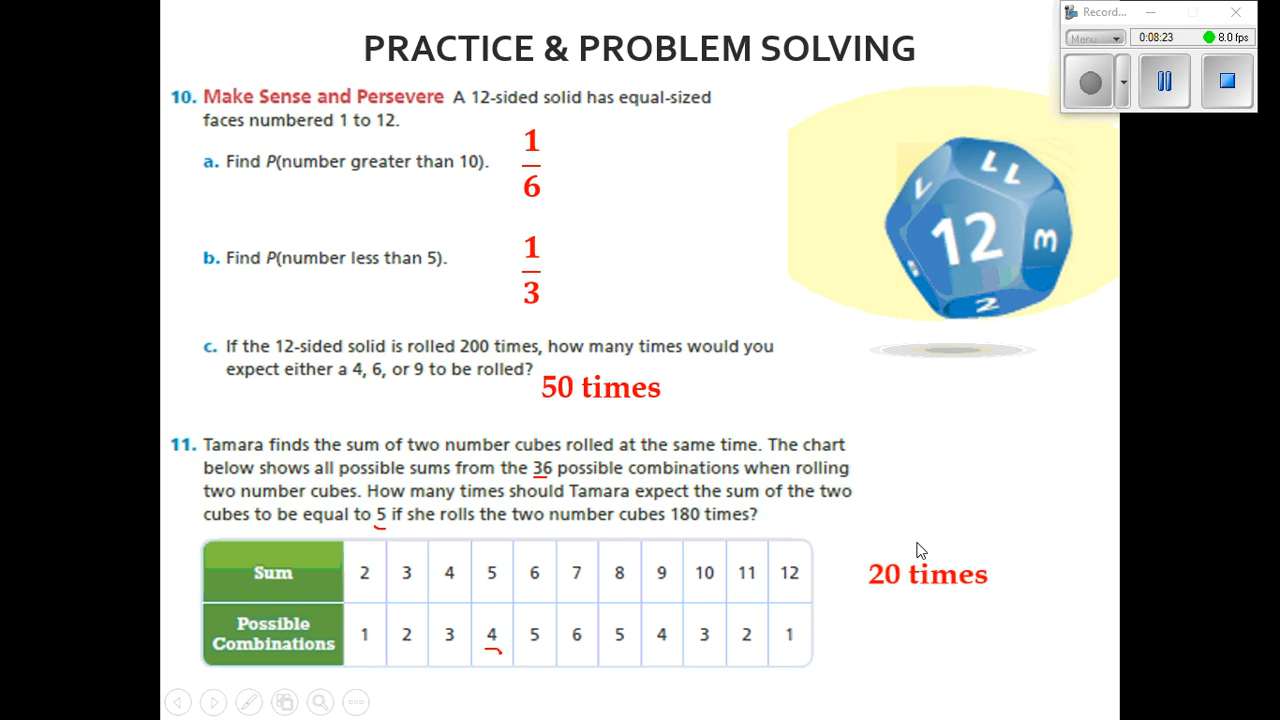 Record...
Menu
0:08:23
8.0 fps
PRACTICE & PROBLEM SOLVING
10. Make Sense and Persevere A 12-sided solid has equal-sized
faces numbered 1 to 12.
a. Find P(number greater than 10).
1
6
b. Find P(number less than 5).
1
3
c. If the 12-sided solid is rolled 200 times, how many times would you
expect either a 4, 6, or 9 to be rolled?
50 times
12
3
2
11. Tamara finds the sum of two number cubes rolled at the same time. The chart
below shows all possible sums from the 36 possible combinations when rolling
two number cubes. How many times should Tamara expect the sum of the two
cubes to be equal to 5 if she rolls the two number cubes 180 times?
Sum 2 3 4 5 6 7 8 9 10 11 12
Possible
Combinations 1 2 3 4 5 6 5 4 3 2 1
20 times